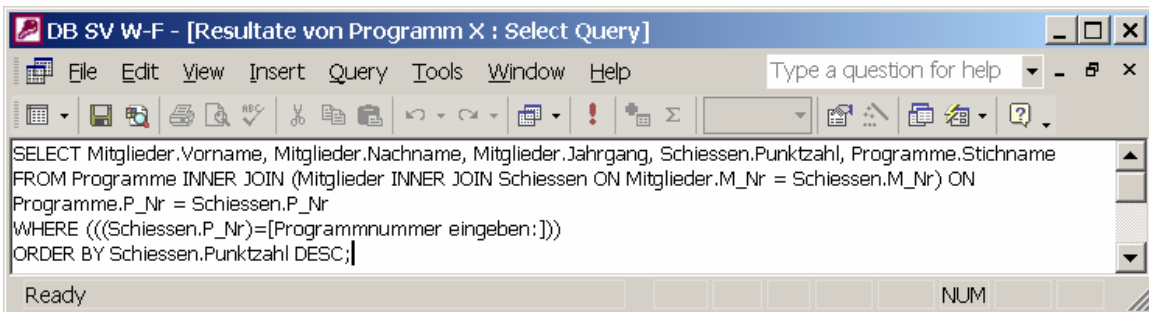 DB SV W-F - [Resultate von Programm X : Select Query]
File Edit View Insert Query Tools Window Help Type a question for help
ABC
SELECT Mitglieder.Vorname, Mitglieder.Nachname, Mitglieder.Jahrgang, Schiessen.Punktzahl, Programme.Stichname
FROM Programme INNER JOIN (Mitglieder INNER JOIN Schiessen ON Mitglieder.M_Nr = Schiessen.M_Nr) ON
Programme.P_Nr = Schiessen.P_Nr
WHERE (((Schiessen.P_Nr)=[Programmnummer eingeben:]))
ORDER BY Schiessen.Punktzahl DESC;
Ready NUM